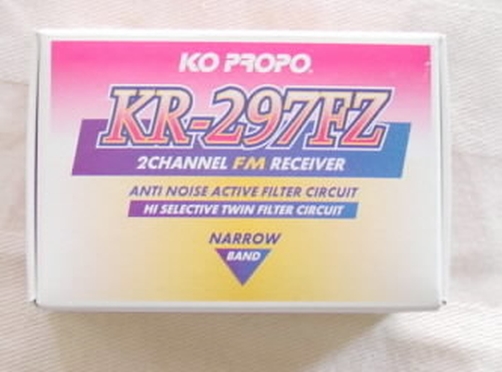 KO PROPO
KR-297FZ
2CHANNEL FM RECEIVER
ANTI NOISE ACTIVE FILTER CIRCUIT
HI SELECTIVE TWIN FILTER CIRCUIT
NARROW
BAND